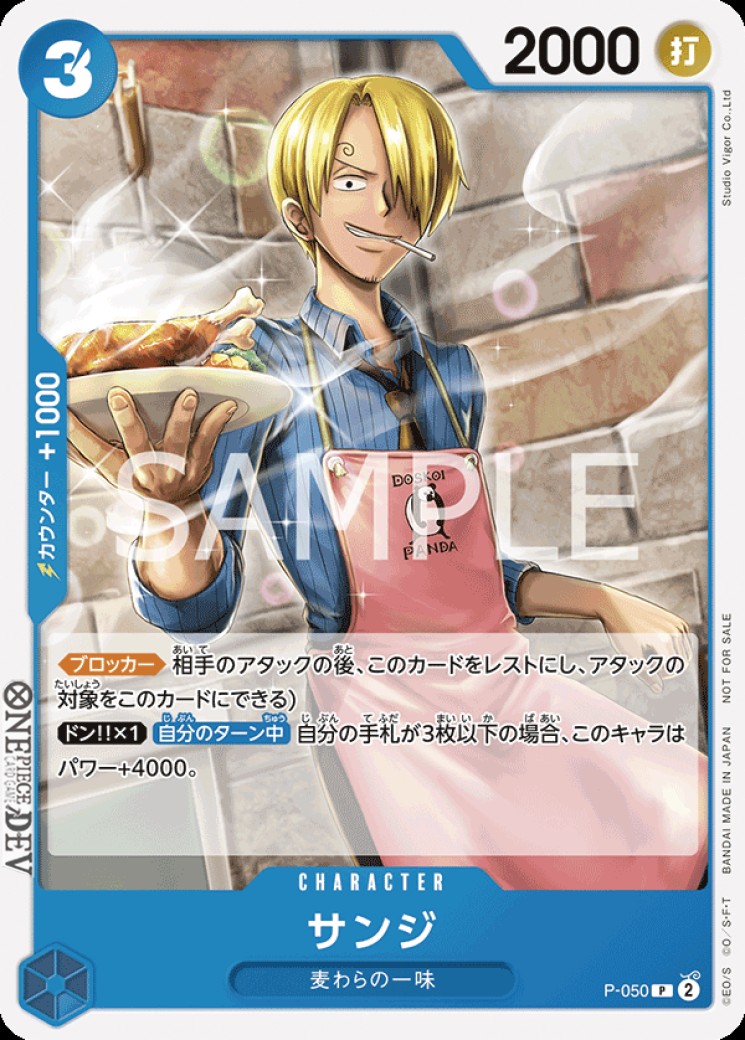 3
2000
打
Studio Vigor Co.,Ltd
カウンター +1000
DOSKOI
PANDA
SAMPLE
ブロッカー 相手のアタックの後、このカードをレストにし、アタックの
対象をこのカードにできる)
ドン!!×1 自分のターン中 自分の手札が3枚以下の場合、このキャラは
パワー+4000。
ONE PIECE
CARD GAME
/DEV
©EO/S ©O/S・F・T BANDAI MADE IN JAPAN NOT FOR SALE
CHARACTER
サンジ
麦わらの一味
P-050 P 2